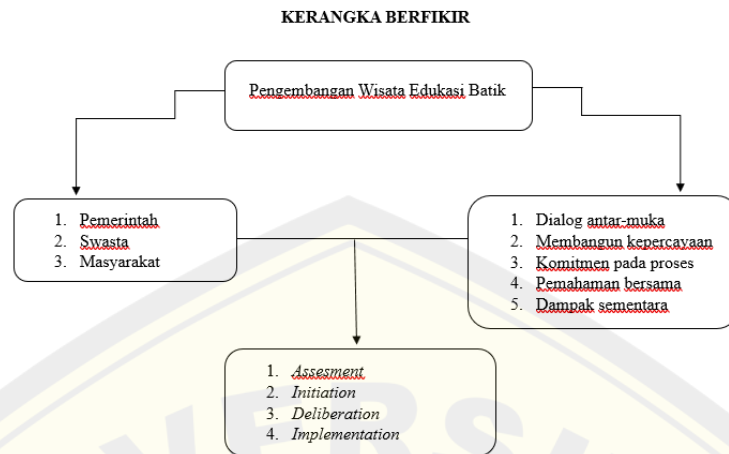 KERANGKA BERFIKIR
Pengembangan Wisata Edukasi Batik
1. Pemerintah
2. Swasta
3. Masyarakat
1. Dialog antar-muka
2. Membangun kepercayaan
3. Komitmen pada proses
4. Pemahaman bersama
5. Dampak sementara
1. Assesment
2. Initiation
3. Deliberation
4. Implementation